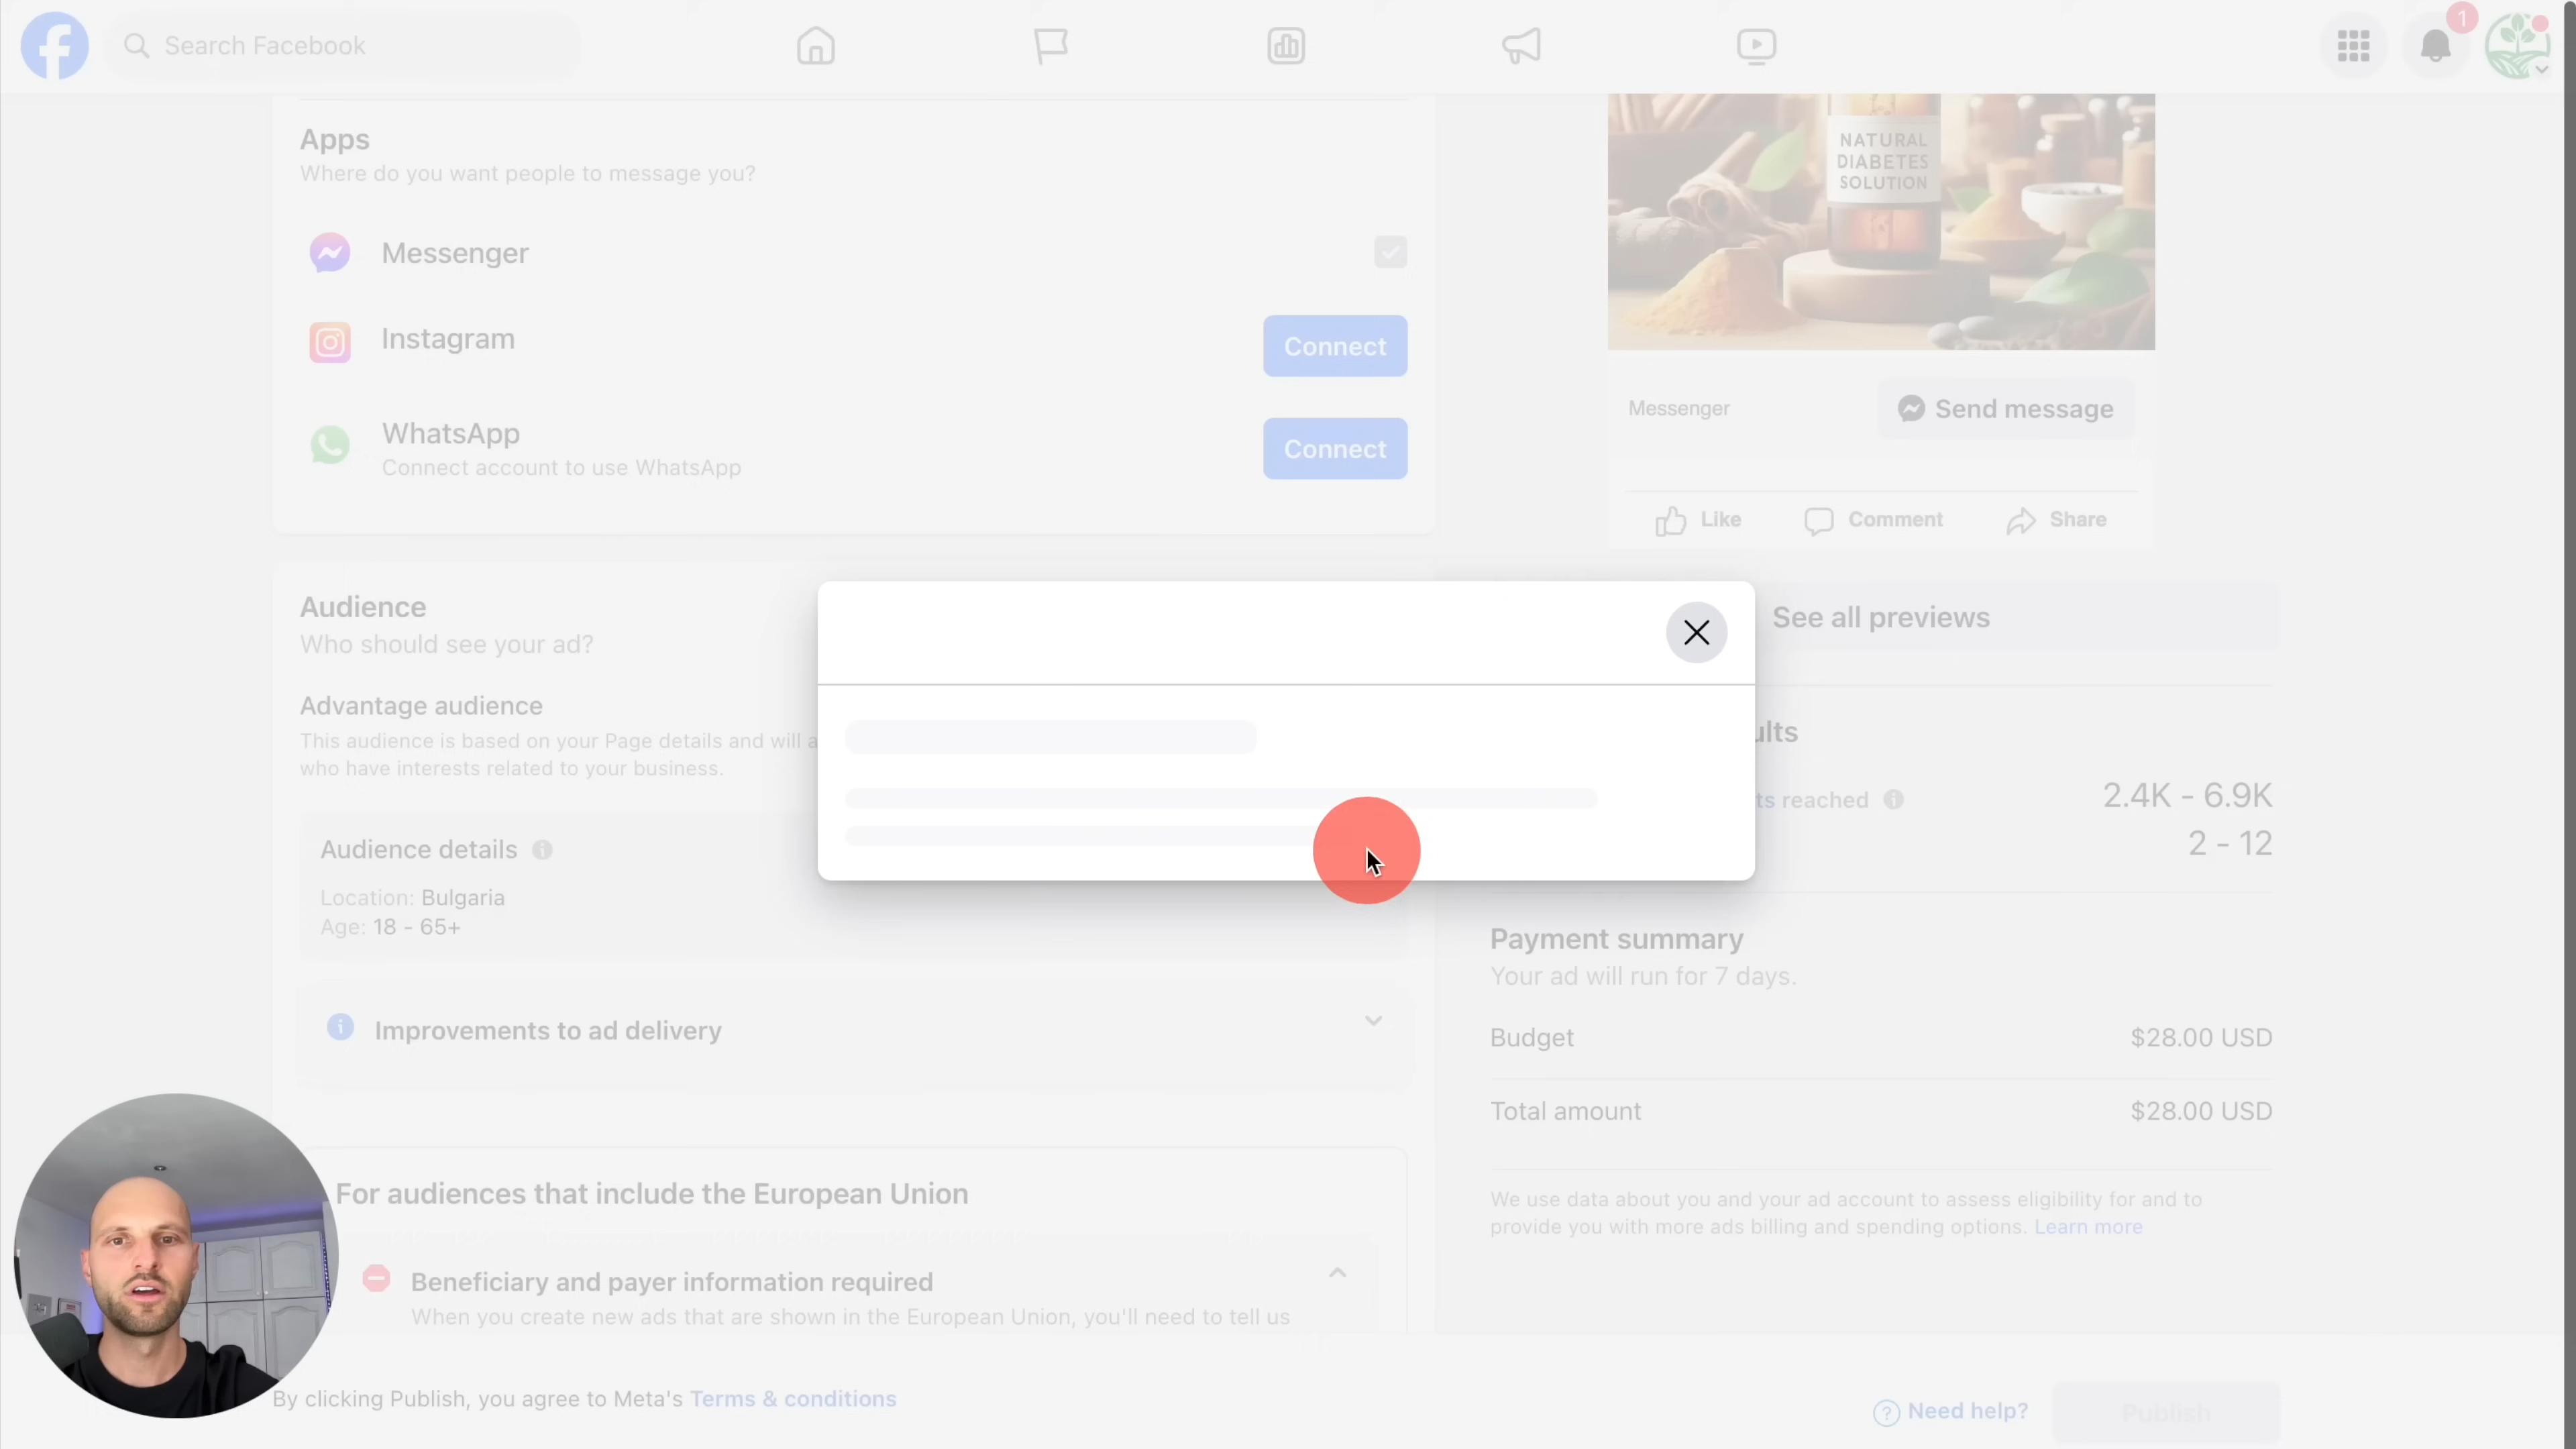 Search Facebook
1
Apps
Where do you want people to message you?
Messenger
Instagram
Connect
WhatsApp
Connect account to use WhatsApp
Connect
NATURAL
DIABETES
SOLUTION
Messenger
Send message
Like
Comment
Share
Audience
Who should see your ad?
Advantage audience
This audience is based on your Page details and will a
who have interests related to your business.
Audience details
Location: Bulgaria
Age: 18 - 65+
Improvements to ad delivery
For audiences that include the European Union
Beneficiary and payer information required
When you create new ads that are shown in the European Union, you'll need to tell us
See all previews
ults
ts reached
2.4K - 6.9K
2 - 12
Payment summary
Your ad will run for 7 days.
Budget
$28.00 USD
Total amount
$28.00 USD
We use data about you and your ad account to assess eligibility for and to
provide you with more ads billing and spending options. Learn more
By clicking Publish, you agree to Meta's Terms & conditions
Need help?
Publish